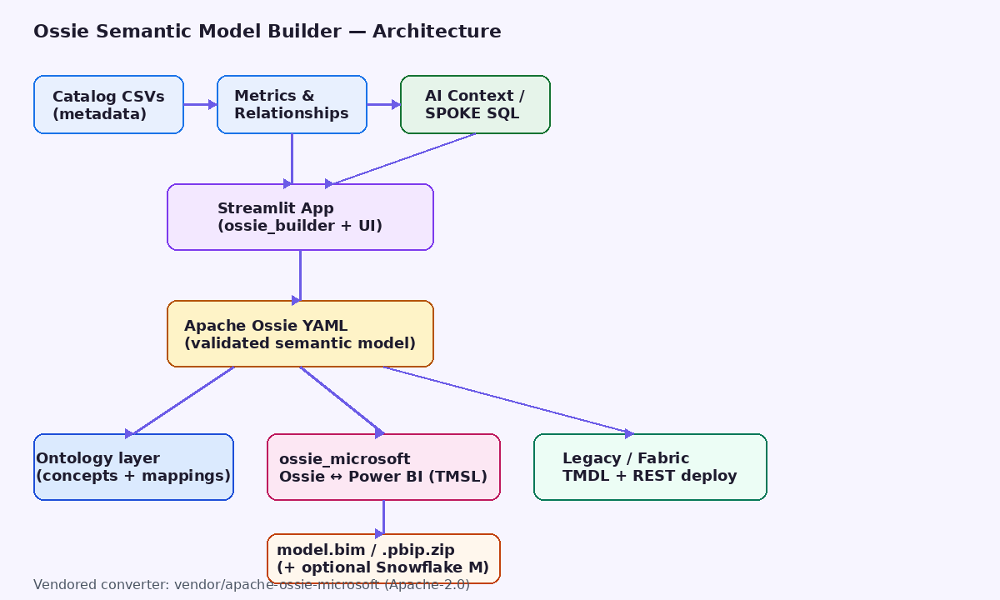 Ossie Semantic Model Builder — Architecture
Catalog CSVs
(metadata)
Metrics &
Relationships
AI Context /
SPOKE SQL
Streamlit App
(ossie_builder + UI)
Apache Ossie YAML
(validated semantic model)
Ontology layer
(concepts + mappings)
ossie_microsoft
Ossie ↔ Power BI (TMSL)
Legacy / Fabric
TMDL + REST deploy
model.bim / .pbip.zip
(+ optional Snowflake M)
Vendored converter: vendor/apache-ossie-microsoft (Apache-2.0)